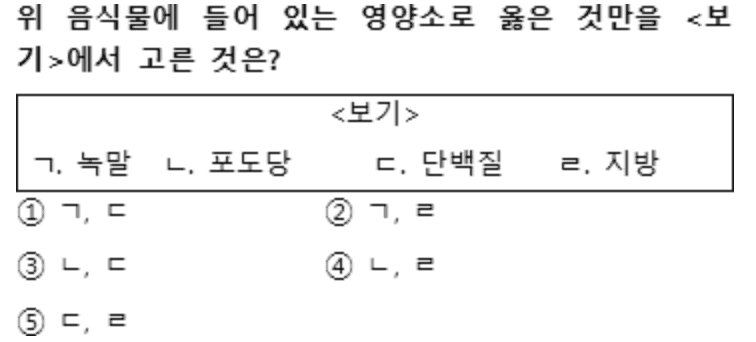 위 음식물에 들어 있는 영양소로 옳은 것만을 <보
기>에서 고른 것은?
<보기>
ㄱ. 녹말 ㄴ. 포도당 ㄷ. 단백질 ㄹ. 지방
① ㄱ, ㄷ ② ㄱ, ㄹ
③ ㄴ, ㄷ ④ ㄴ, ㄹ
⑤ ㄷ, ㄹ